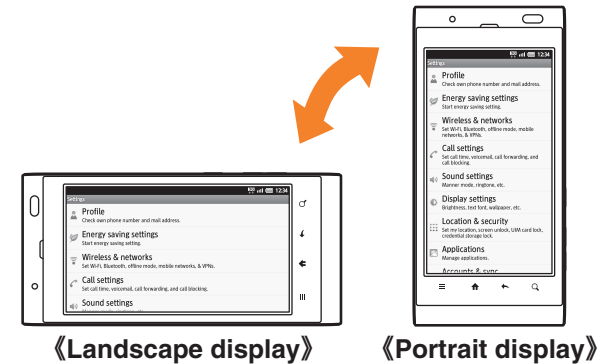 12:34
Settings
Profile
Check own phone number and mail address.
Energy saving settings
Start energy saving setting.
Wireless & networks
Set Wi-Fi, Bluetooth, offline mode, mobile networks, & VPNs.
Call settings
Set call time, voicemail, call forwarding, and call blocking.
Sound settings
《Landscape display》
12:34
Settings
Profile
Check own phone number and mail address.
Energy saving settings
Start energy saving setting.
Wireless & networks
Set Wi-Fi, Bluetooth, offline mode, mobile
networks, & VPNs.
Call settings
Set call time, voicemail, call forwarding, and
call blocking.
Sound settings
Manner mode, ringtone, etc.
Display settings
Brightness, text font, wallpaper, etc.
Location & security
Set my location, screen unlock, UIM card lock,
credential storage lock.
Applications
Manage applications.
Accounts & sync
《Portrait display》